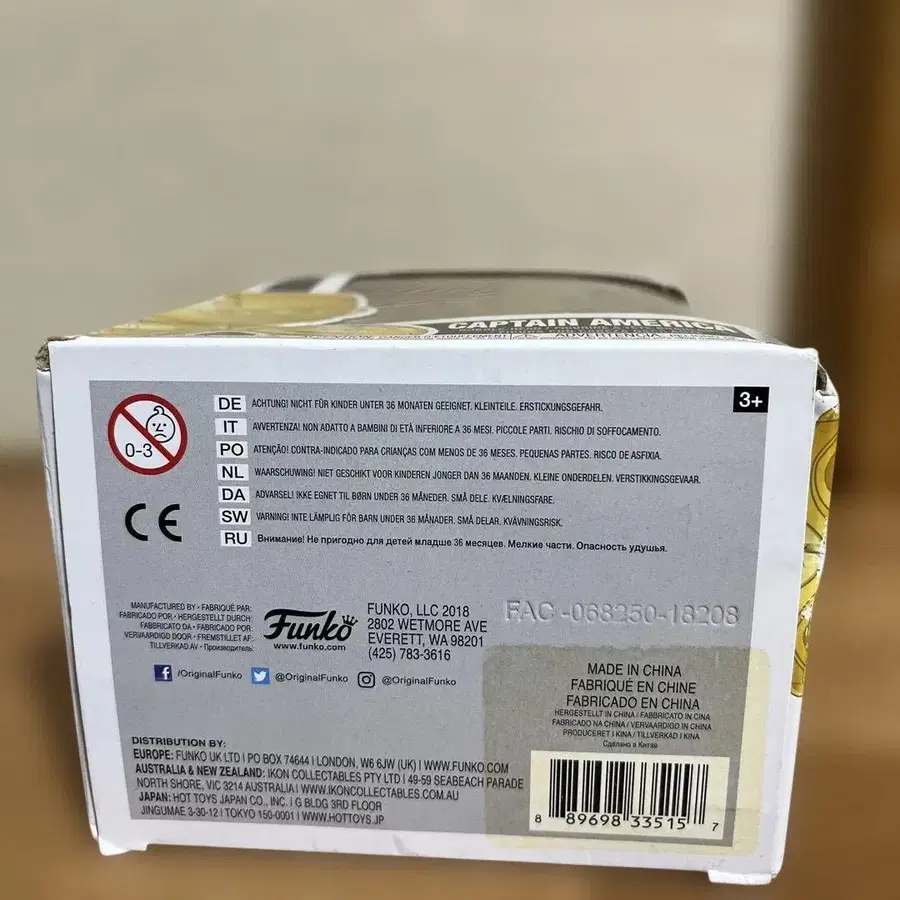 CAPTAIN AMERICA
3+
0-3
DE ACHTUNG! NICHT FÜR KINDER UNTER 36 MONATEN GEEIGNET. KLEINTEILE. ERSTICKUNGSGEFAHR.
IT AVVERTENZA! NON ADATTO A BAMBINI DI ETÀ INFERIORE A 36 MESI. PICCOLE PARTI. RISCHIO DI SOFFOCAMENTO.
PO ATENÇÃO! CONTRA-INDICADO PARA CRIANÇAS COM MENOS DE 36 MESES. PEQUENAS PARTES. RISCO DE ASFIXIA.
NL WAARSCHUWING! NIET GESCHIKT VOOR KINDEREN JONGER DAN 36 MAANDEN. KLEINE ONDERDELEN. VERSTIKKINGSGEVAAR.
DA ADVARSEL! IKKE EGNET TIL BØRN UNDER 36 MÅNEDER. SMÅ DELE. KVÆLNINGSFARE.
SW VARNING! INTE LÄMPLIG FÖR BARN UNDER 36 MÅNADER. SMÅ DELAR. KVÄVNINGSRISK.
RU Внимание! Не пригодно для детей младше 36 месяцев. Мелкие части. Опасность удушья.
CE
MANUFACTURED BY • FABRIQUÉ PAR:
FABRICADO POR • HERGESTELLT DURCH:
FABBRICATO DA • FABRICADO POR:
VERVAARDIGD DOOR • FREMSTILLET AF:
TILLVERKAD AV • Производитель:
Funko
www.funko.com
FUNKO, LLC 2018
2802 WETMORE AVE
EVERETT, WA 98201
(425) 783-3616
FAC -068250-18208
/OriginalFunko @OriginalFunko @OriginalFunko
MADE IN CHINA
FABRIQUÉ EN CHINE
FABRICADO EN CHINA
HERGESTELLT IN CHINA / FABBRICATO IN CINA
FABRICADO NA CHINA / VERVAARDIGD IN CHINA
PRODUCERET I KINA / TILLVERKAD I KINA
Сделано в Китае
DISTRIBUTION BY:
EUROPE: FUNKO UK LTD | PO BOX 74644 | LONDON, W6 6JW (UK) | WWW.FUNKO.COM
AUSTRALIA & NEW ZEALAND: IKON COLLECTABLES PTY LTD | 49-59 SEABEACH PARADE
NORTH SHORE, VIC 3214 AUSTRALIA | WWW.IKONCOLLECTABLES.COM.AU
JAPAN: HOT TOYS JAPAN CO., INC. | G BLDG 3RD FLOOR
JINGUMAE 3-30-12 | TOKYO 150-0001 | WWW.HOTTOYS.JP
8 89698 33515 7